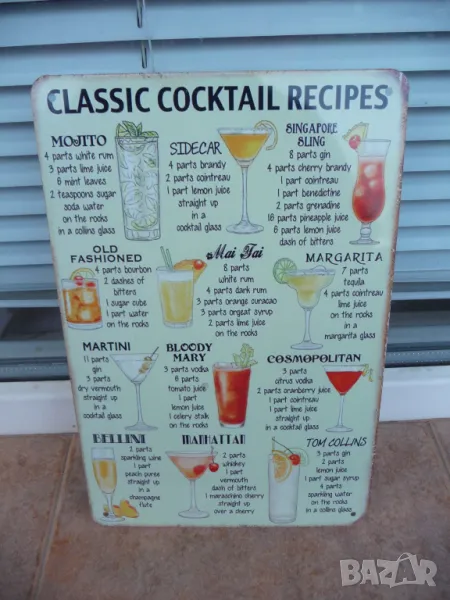 CLASSIC COCKTAIL RECIPES
MOJITO
4 parts white rum
3 parts lime juice
6 mint leaves
2 teaspoons sugar
soda water
on the rocks
in a collins glass
SIDECAR
4 parts brandy
2 parts cointreau
1 part lemon juice
straight up
in a
cocktail glass
SINGAPORE
SLING
8 parts gin
4 parts cherry brandy
1 part cointreau
1 part benedictine
2 parts grenadine
18 parts pineapple juice
6 parts lemon juice
dash of bitters
OLD
FASHIONED
4 parts bourbon
2 dashes of
bitters
1 sugar cube
1 part water
on the rocks
Mai Tai
8 parts
white rum
4 parts dark rum
3 parts orange curacao
3 parts orgeat syrup
2 parts lime juice
on the rocks
MARGARITA
7 parts
tequila
4 parts cointreau
lime juice
on the rocks
in a
margarita glass
MARTINI
11 parts
gin
3 parts
dry vermouth
straight up
in a
cocktail glass
BLOODY
MARY
3 parts vodka
6 parts
tomato juice
1 part
lemon juice
1 celery stalk
on the rocks
COSMOPOLITAN
3 parts
citrus vodka
2 parts cranberry juice
1 part cointreau
1 part lime juice
straight up
in a
cocktail glass
BELLINI
2 parts
sparkling wine
1 part
peach puree
straight up
in a
champagne
flute
MANHATTAN
2 parts
whiskey
1 part
vermouth
dash of bitters
1 maraschino cherry
straight up
over a cherry
TOM COLLINS
3 parts gin
2 parts
lemon juice
1 part sugar syrup
4 parts
sparkling water
on the rocks
in a collins glass
BAZAR